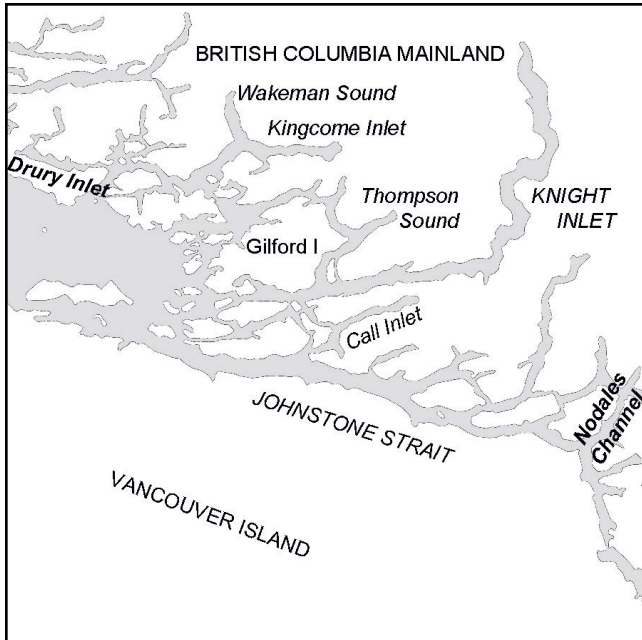 BRITISH COLUMBIA MAINLAND
Wakeman Sound
Kingcome Inlet
Drury Inlet
Thompson
Sound
KNIGHT
INLET
Gilford I
Call Inlet
JOHNSTONE STRAIT
Nodales
Channel
VANCOUVER ISLAND